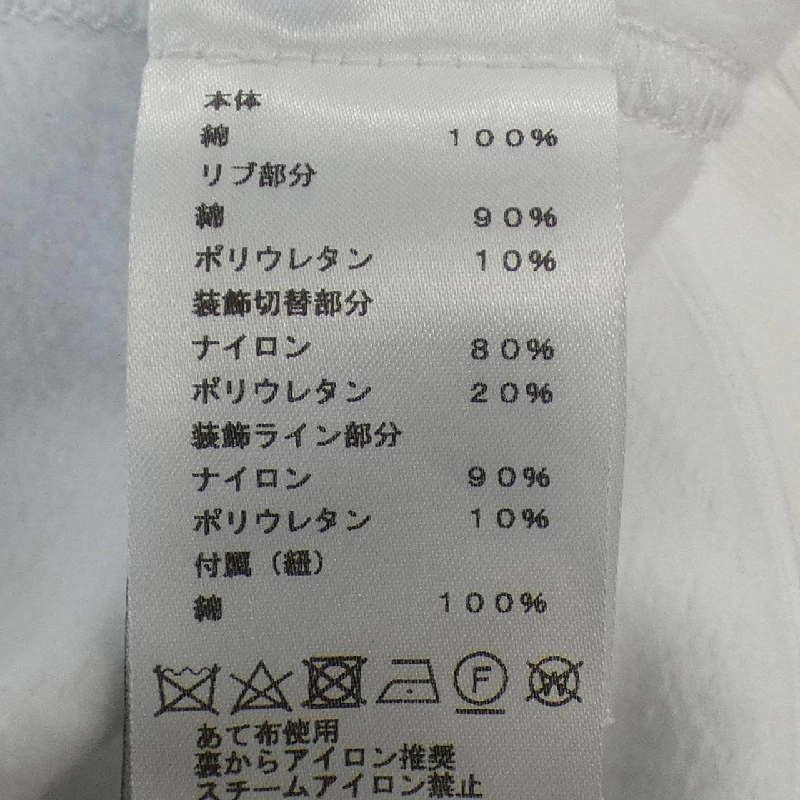 本体
綿 100%
リブ部分
綿 90%
ポリウレタン 10%
装飾切替部分
ナイロン 80%
ポリウレタン 20%
装飾ライン部分
ナイロン 90%
ポリウレタン 10%
付属（紐）
綿 100%
F W
あて布使用
裏からアイロン推奨
スチームアイロン禁止